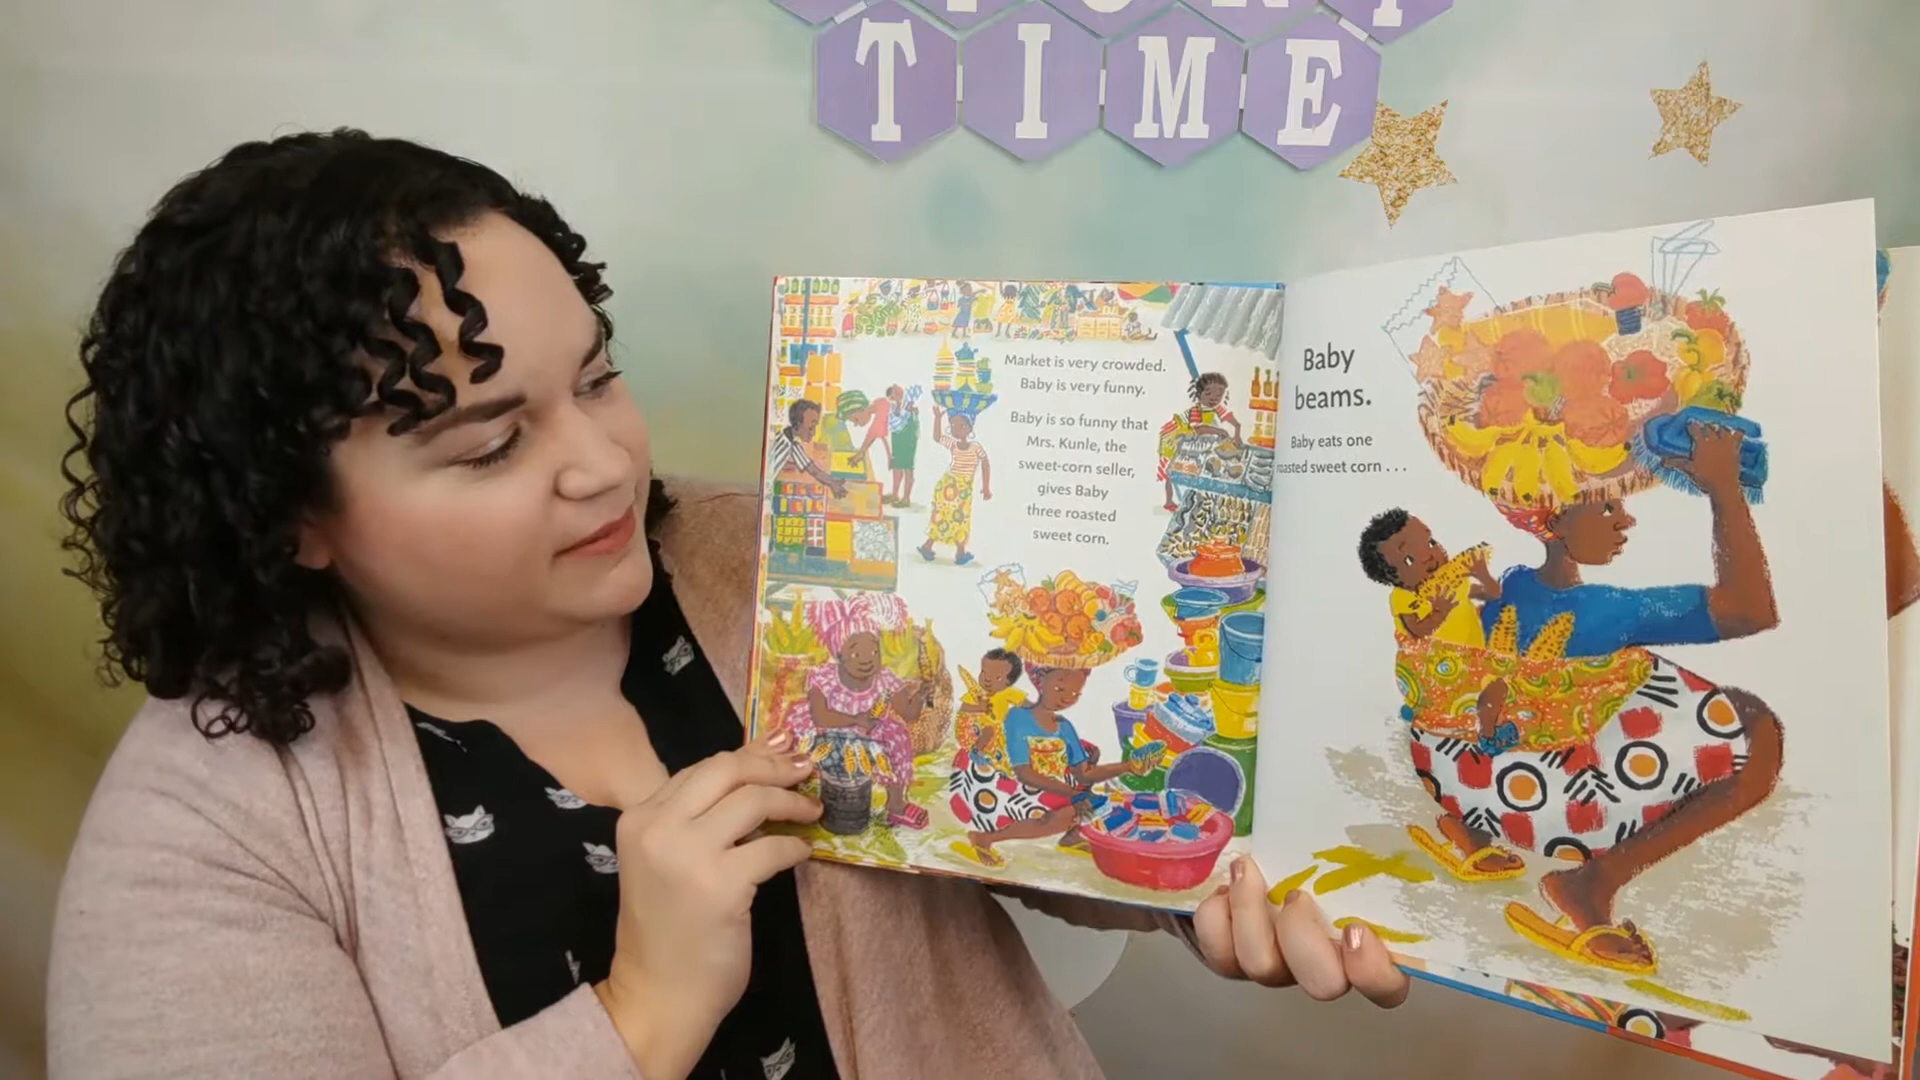 TIME
Market is very crowded.
Baby is very funny.
Baby is so funny that
Mrs. Kunle, the
sweet-corn seller,
gives Baby
three roasted
sweet corn.
Baby
beams.
Baby eats one
roasted sweet corn . . .